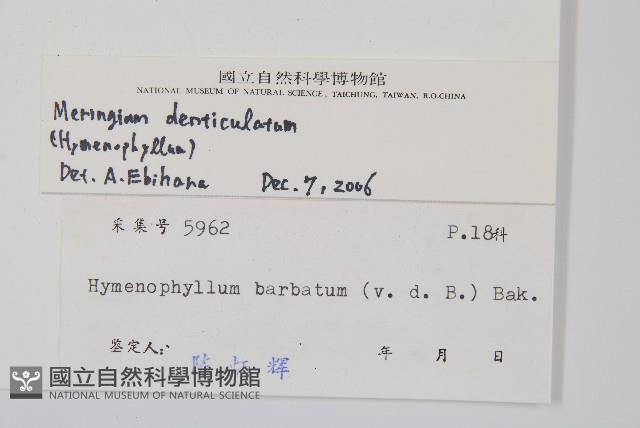 國立自然科學博物館
NATIONAL MUSEUM OF NATURAL SCIENCE, TAICHUNG, TAIWAN, R.O.CHINA
Meringium denticulatum
(Hymenophyllum)
Det. A. Ebihara Dec. 7, 2006
采集号 5962 P.18科
Hymenophyllum barbatum (v. d. B.) Bak.
鉴定人: 辉 年 月 日
國立自然科學博物館
NATIONAL MUSEUM OF NATURAL SCIENCE